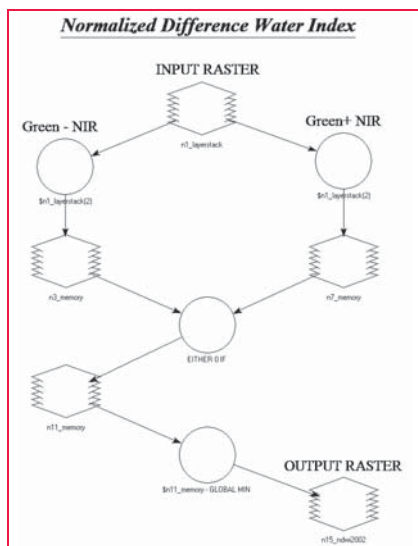 Normalized Difference Water Index
INPUT RASTER
n1_layerstack
Green - NIR
Green+ NIR
$n1_layerstack(2)
$n1_layerstack(2)
n3_memory
n7_memory
EITHER 0 IF
n11_memory
$n11_memory - GLOBAL MIN
OUTPUT RASTER
n15_ndwi2002